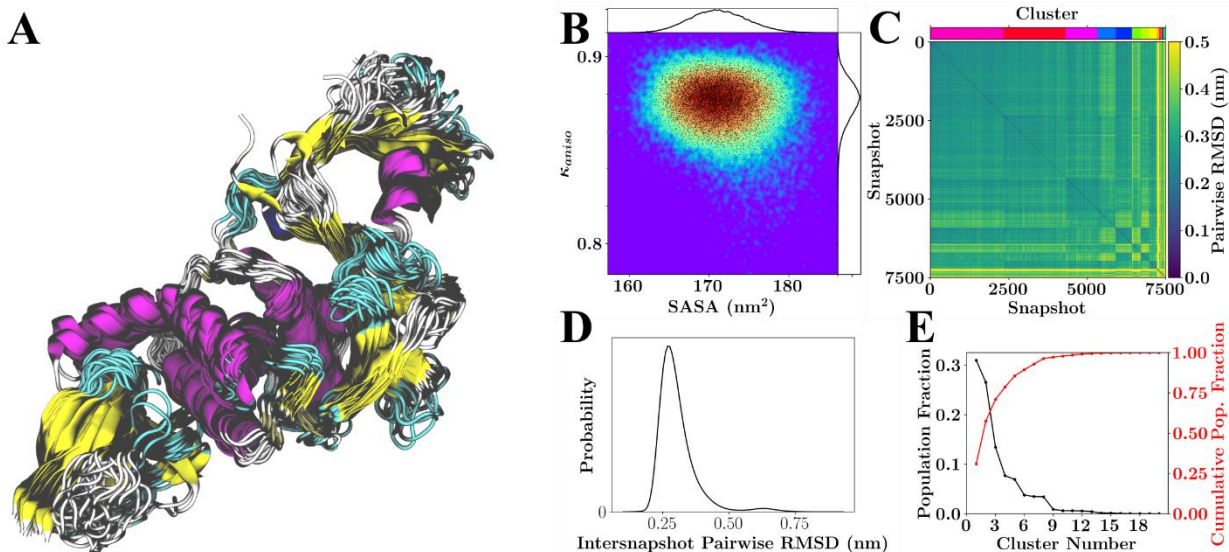 A
B
0.9
0.8
κaniso
160
170
180
SASA (nm²)
C
Cluster
0
2500
5000
7500
Snapshot
0
2500
5000
7500
Snapshot
0.5
0.4
0.3
0.2
0.1
0.0
Pairwise RMSD (nm)
D
Probability
0
0.25
0.50
0.75
Intersnapshot Pairwise RMSD (nm)
E
Population Fraction
0.3
0.2
0.1
0.0
0
3
6
9
12
15
18
Cluster Number
1.00
0.75
0.50
0.25
0.00
Cumulative Pop. Fraction